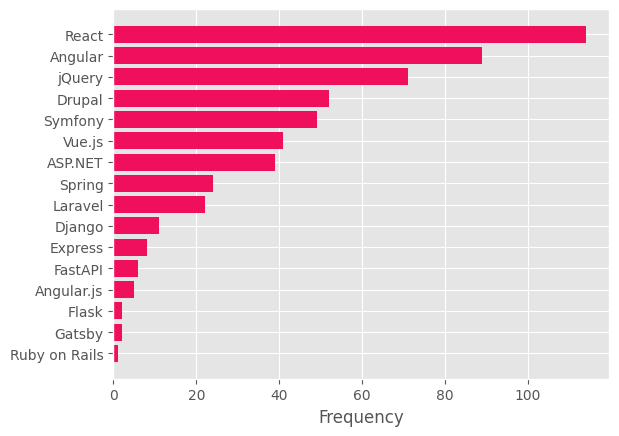 React
Angular
jQuery
Drupal
Symfony
Vue.js
ASP.NET
Spring
Laravel
Django
Express
FastAPI
Angular.js
Flask
Gatsby
Ruby on Rails
0 20 40 60 80 100
Frequency